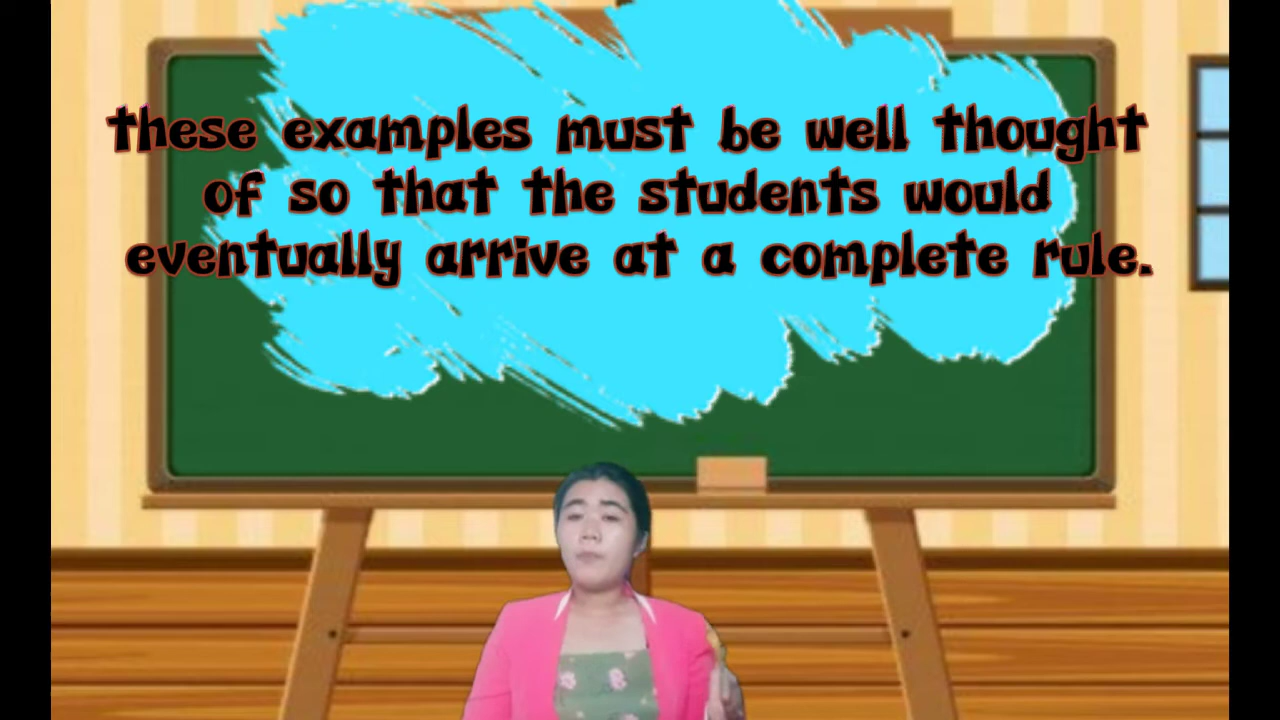 these examples must be well thought
of so that the students would
eventually arrive at a complete rule.